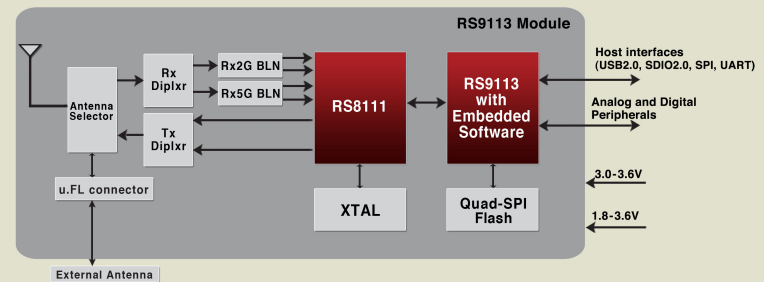 RS9113 Module
Host interfaces
(USB2.0, SDIO2.0, SPI, UART)
Analog and Digital
Peripherals
3.0-3.6V
1.8-3.6V
Antenna
Selector
Rx
Diplxr
Tx
Diplxr
Rx2G BLN
Rx5G BLN
RS8111
RS9113
with
Embedded
Software
u.FL connector
XTAL
Quad-SPI
Flash
External Antenna